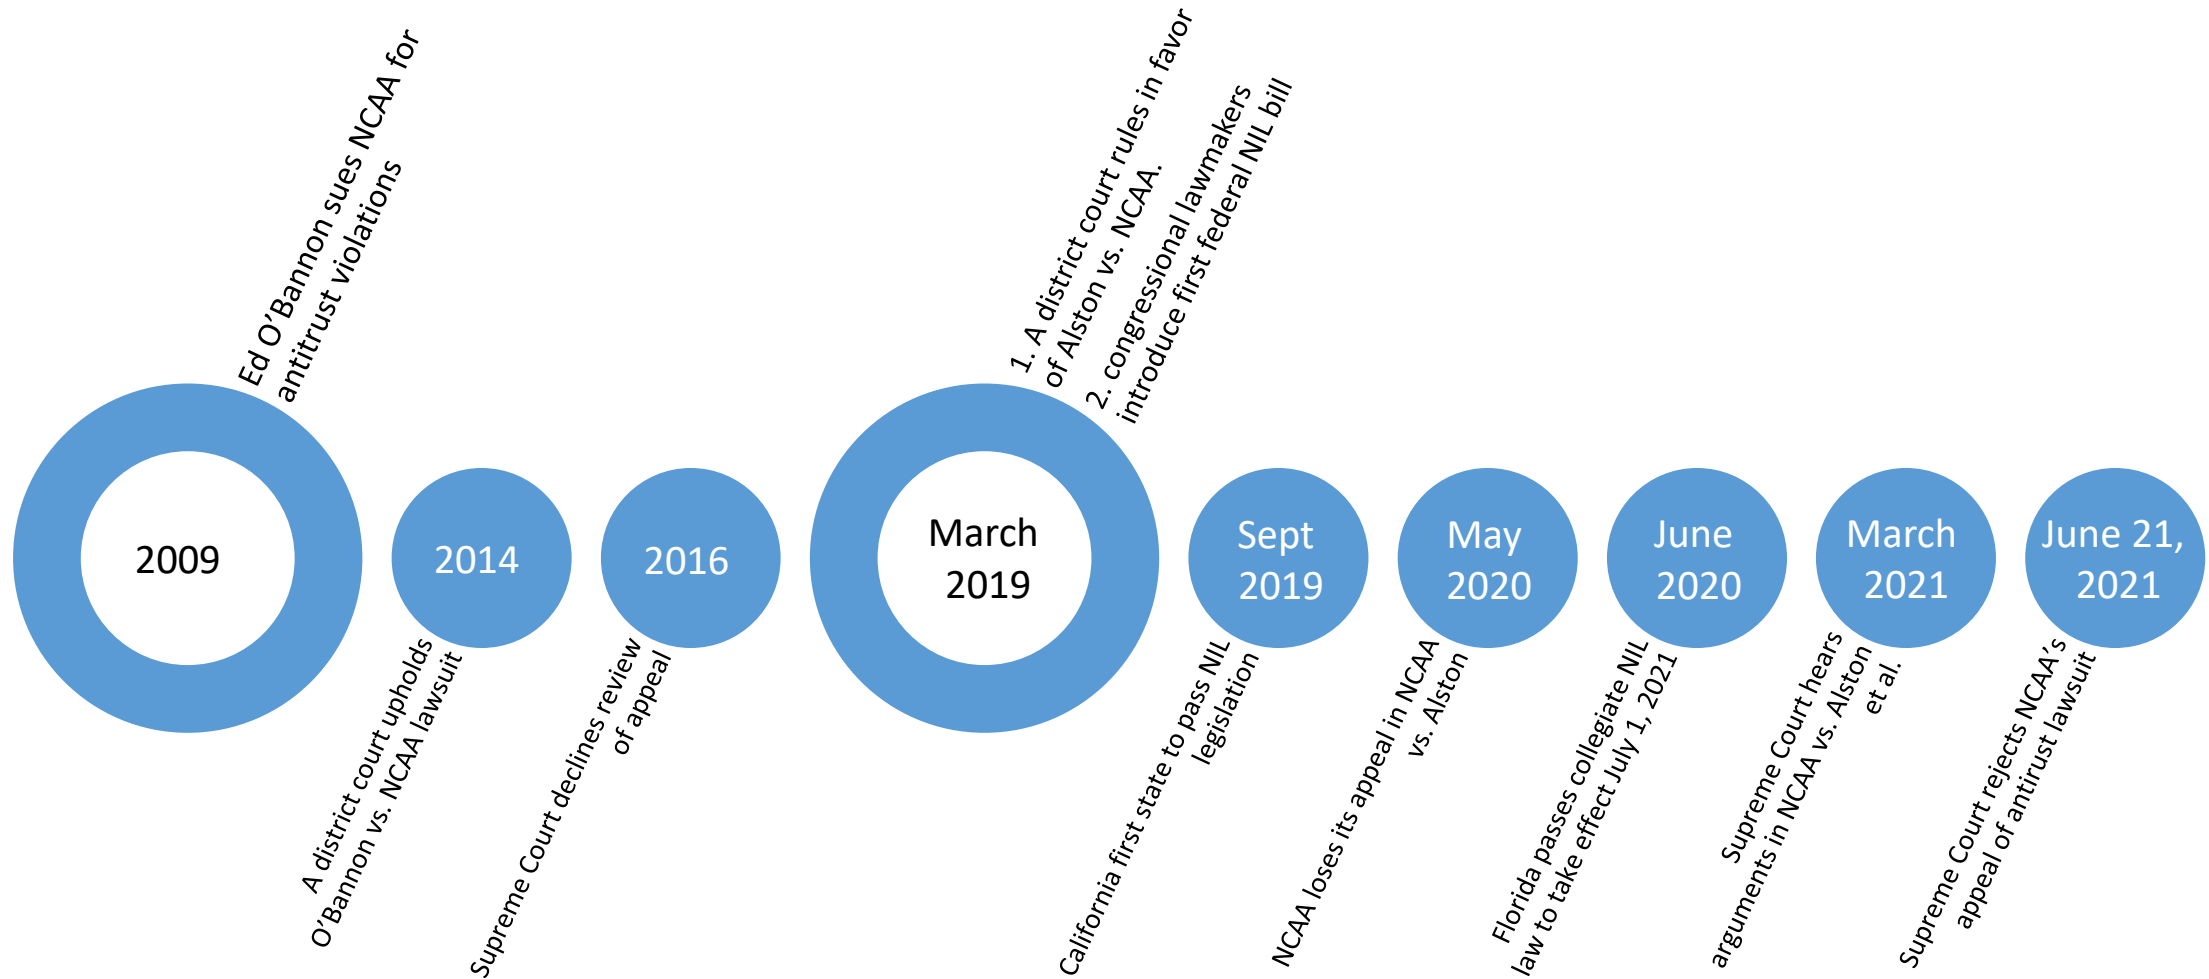 Ed O’Bannon sues NCAA for
antitrust violations
2009
2014
A district court upholds
O’Bannon vs. NCAA lawsuit
2016
Supreme Court declines review
of appeal
1. A district court rules in favor
of Alston vs. NCAA.
2. congressional lawmakers
introduce first federal NIL bill
March
2019
Sept
2019
California first state to pass NIL
legislation
May
2020
NCAA loses its appeal in NCAA
vs. Alston
June
2020
Florida passes collegiate NIL
law to take effect July 1, 2021
March
2021
Supreme Court hears
arguments in NCAA vs. Alston
et al.
June 21,
2021
Supreme Court rejects NCAA’s
appeal of antirust lawsuit